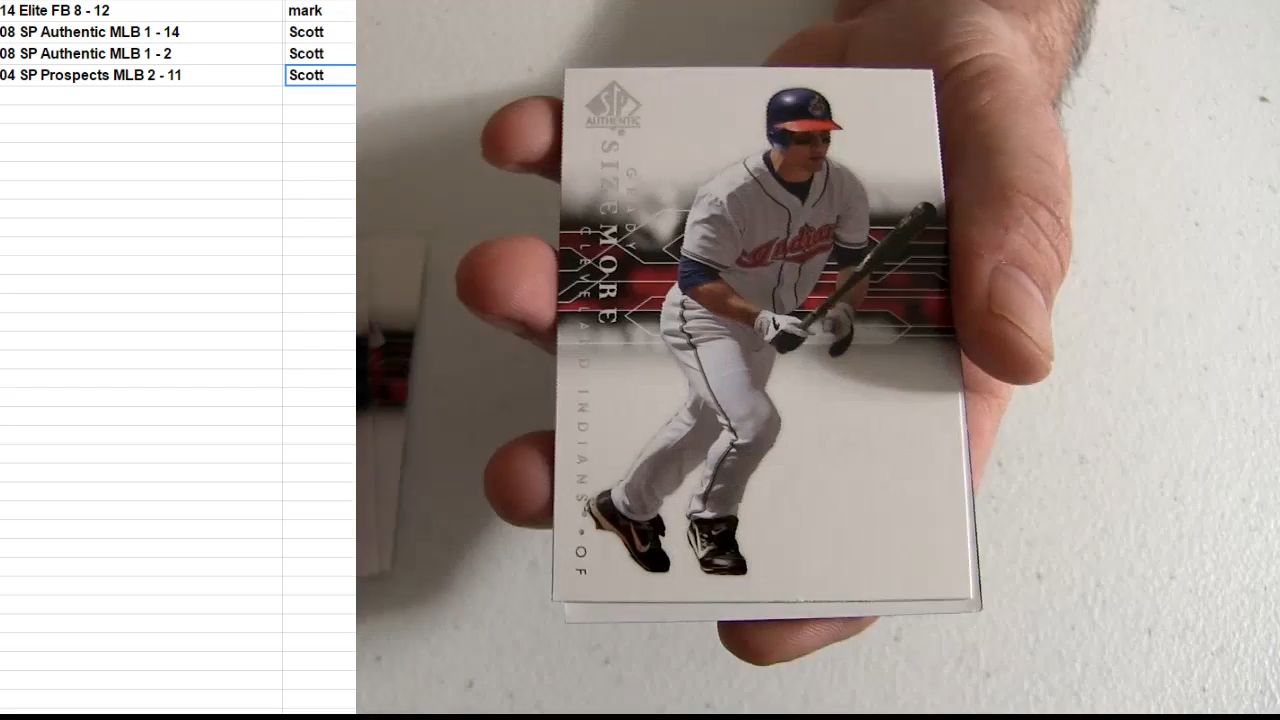 14 Elite FB 8 - 12 mark
08 SP Authentic MLB 1 - 14 Scott
08 SP Authentic MLB 1 - 2 Scott
04 SP Prospects MLB 2 - 11 Scott
SP
AUTHENTIC
GRADY
SIZEMORE
CLEVELAND INDIANS • OF
Indians